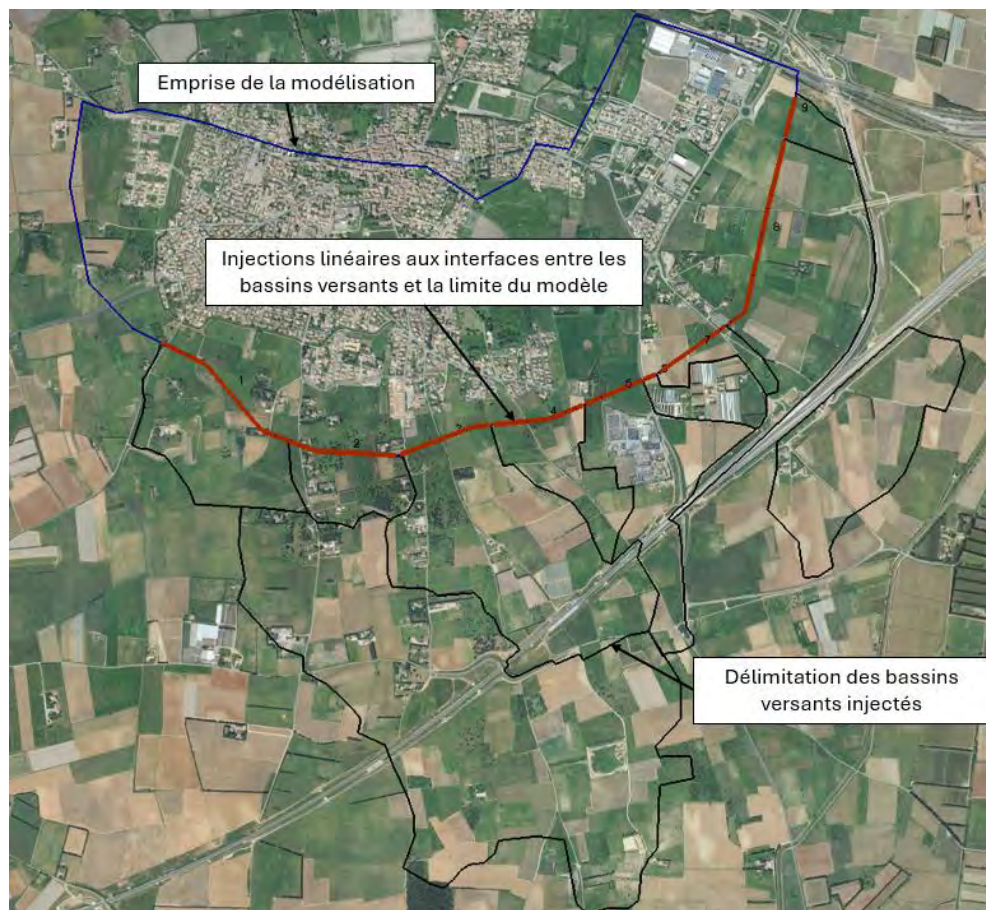 Emprise de la modélisation
9
8
Injections linéaires aux interfaces entre les
bassins versants et la limite du modèle
7
6
5
1
4
3
2
Délimitation des bassins
versants injectés